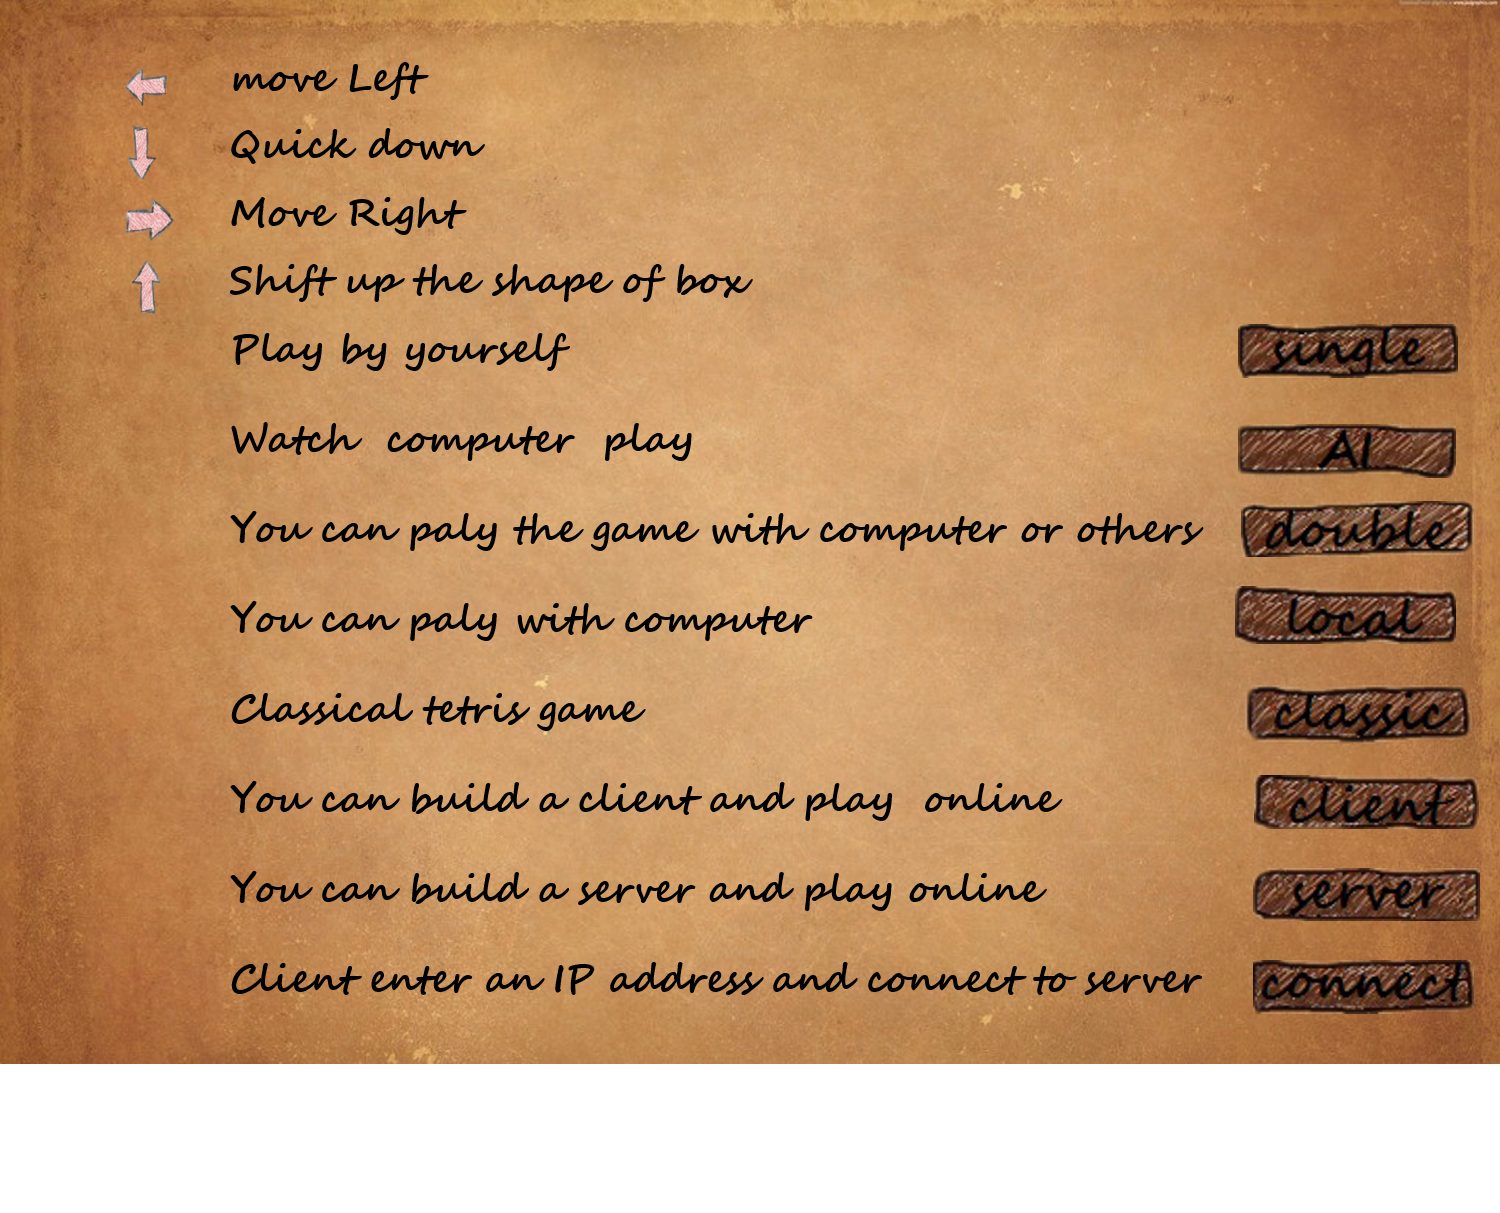 move Left
Quick down
Move Right
Shift up the shape of box
Play by yourself single
Watch computer play AI
You can paly the game with computer or others double
You can paly with computer local
Classical tetris game classic
You can build a client and play online client
You can build a server and play online server
Client enter an IP address and connect to server connect